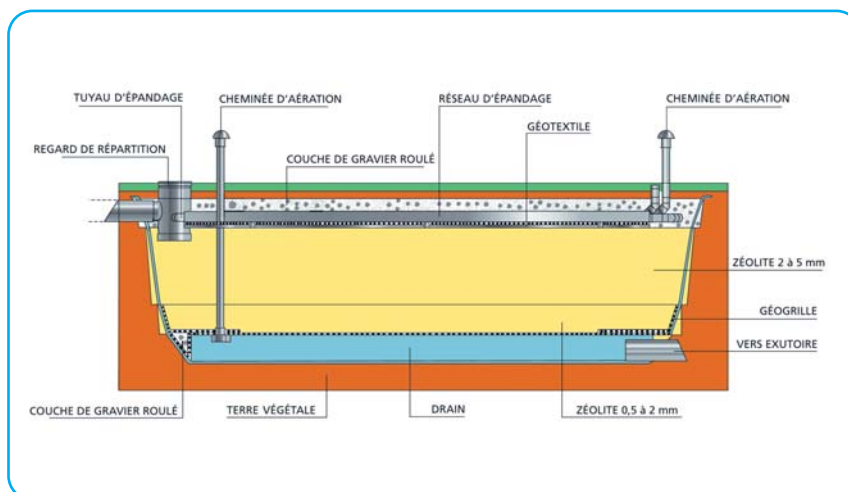 TUYAU D'ÉPANDAGE
CHEMINÉE D'AÉRATION
RÉSEAU D'ÉPANDAGE
CHEMINÉE D'AÉRATION
GÉOTEXTILE
REGARD DE RÉPARTITION
COUCHE DE GRAVIER ROULÉ
ZÉOLITE 2 à 5 mm
GÉOGRILLE
VERS EXUTOIRE
COUCHE DE GRAVIER ROULÉ
TERRE VÉGÉTALE
DRAIN
ZÉOLITE 0,5 à 2 mm